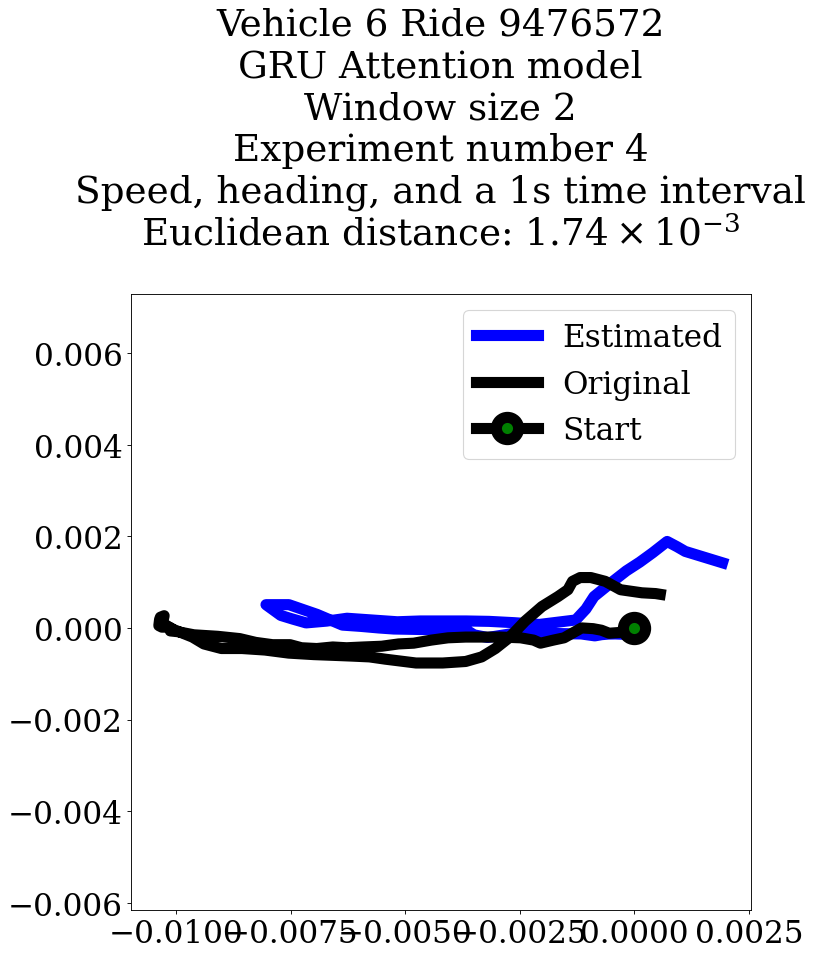 Vehicle 6 Ride 9476572
GRU Attention model
Window size 2
Experiment number 4
Speed, heading, and a 1s time interval
Euclidean distance: 1.74 × 10⁻³
Estimated
Original
Start
0.006
0.004
0.002
0.000
−0.002
−0.004
−0.006
−0.0100 −0.0075 −0.0050 −0.0025 0.0000 0.0025